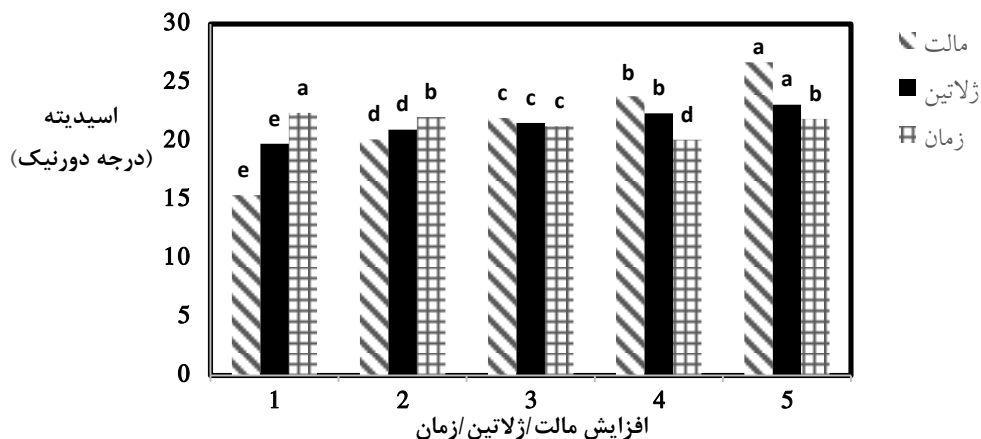 30
25
20
15
10
5
0
اسیدیته
(درجه دورنیک)
e e a
d d b
c c c
b b d
a a b
1 2 3 4 5
افزایش مالت/ژلاتین/زمان
مالت
ژلاتین
زمان